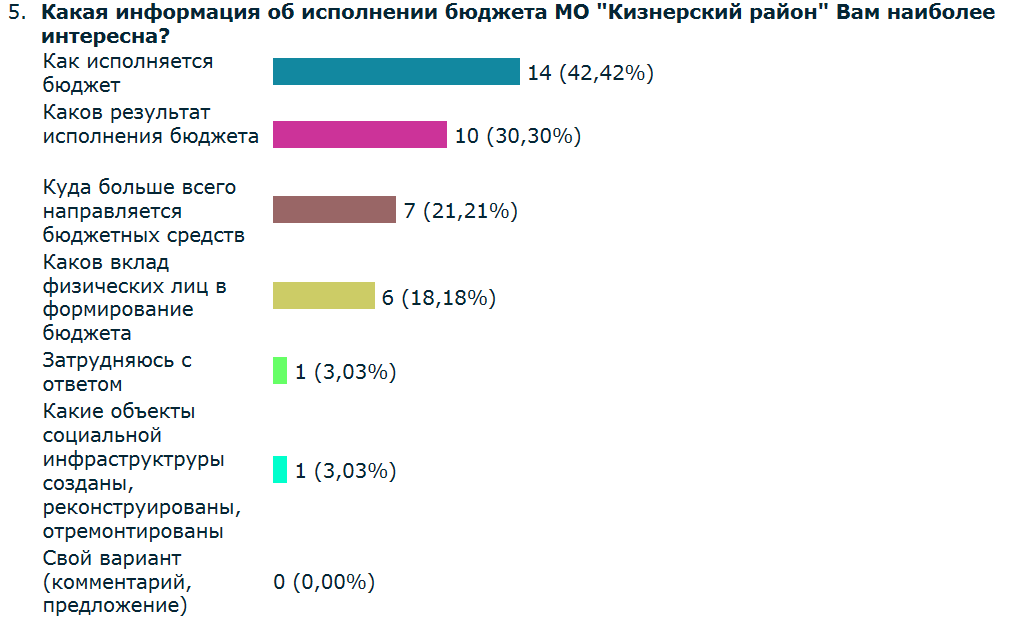 5. Какая информация об исполнении бюджета МО "Кизнерский район" Вам наиболее
интересна?
Как исполняется
бюджет
14 (42,42%)
Каков результат
исполнения бюджета
10 (30,30%)
Куда больше всего
направляется
бюджетных средств
7 (21,21%)
Каков вклад
физических лиц в
формирование
бюджета
6 (18,18%)
Затрудняюсь с
ответом
1 (3,03%)
Какие объекты
социальной
инфраструктруры
созданы,
реконструированы,
отремонтированы
1 (3,03%)
Свой вариант
(комментарий,
предложение)
0 (0,00%)